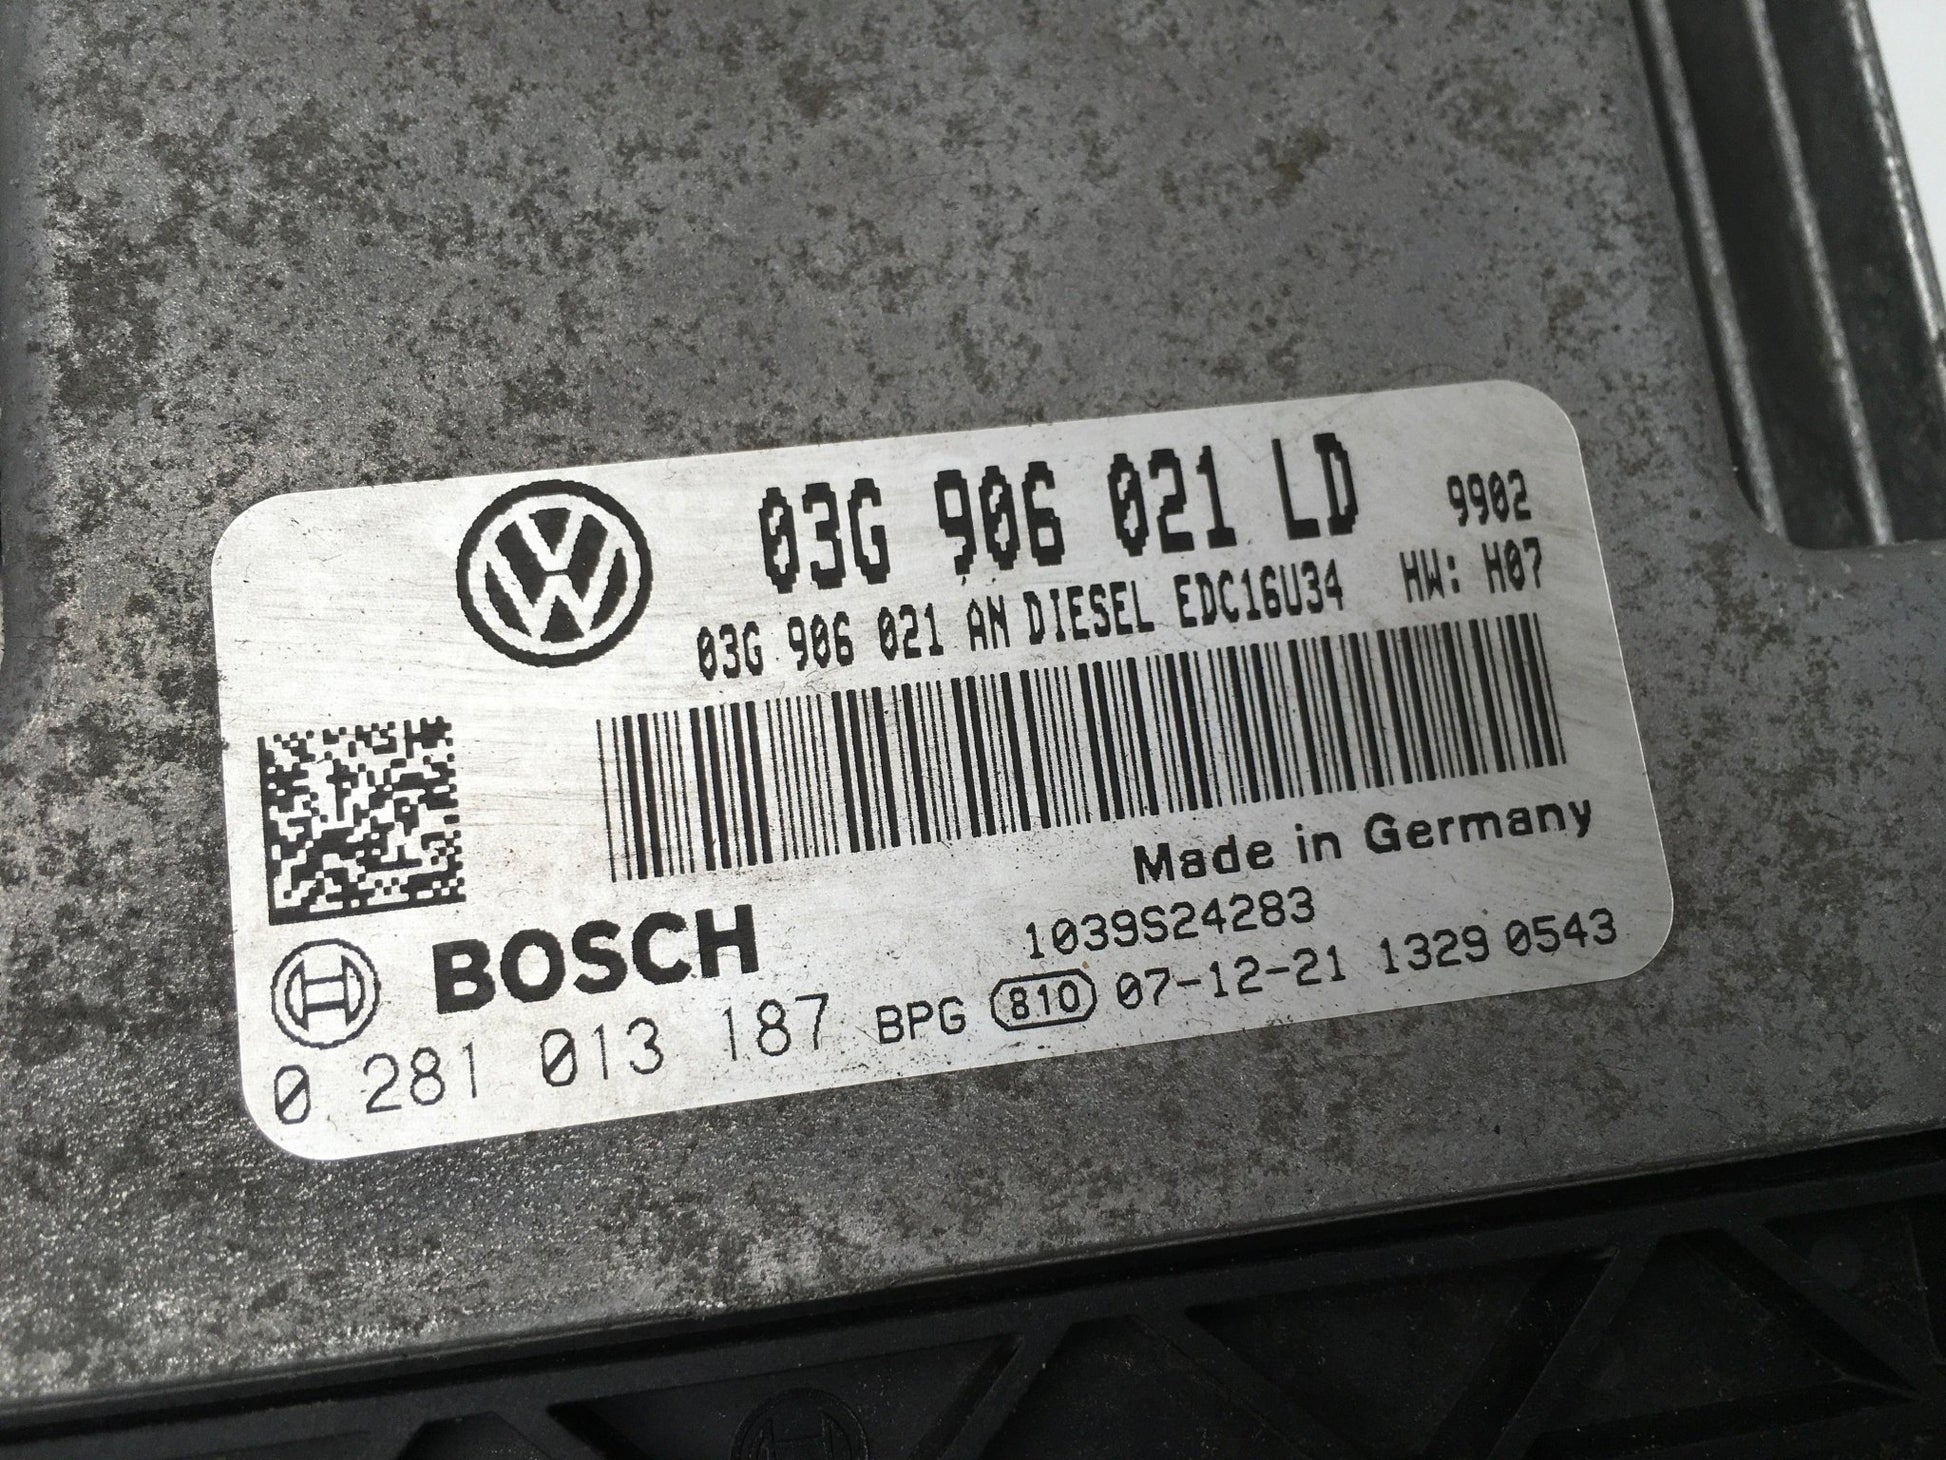 03G 906 021 LD 9902
03G 906 021 AN DIESEL EDC16U34 HW: H07
Made in Germany
BOSCH 1039S24283
0 281 013 187 BPG 810 07-12-21 1329 0543